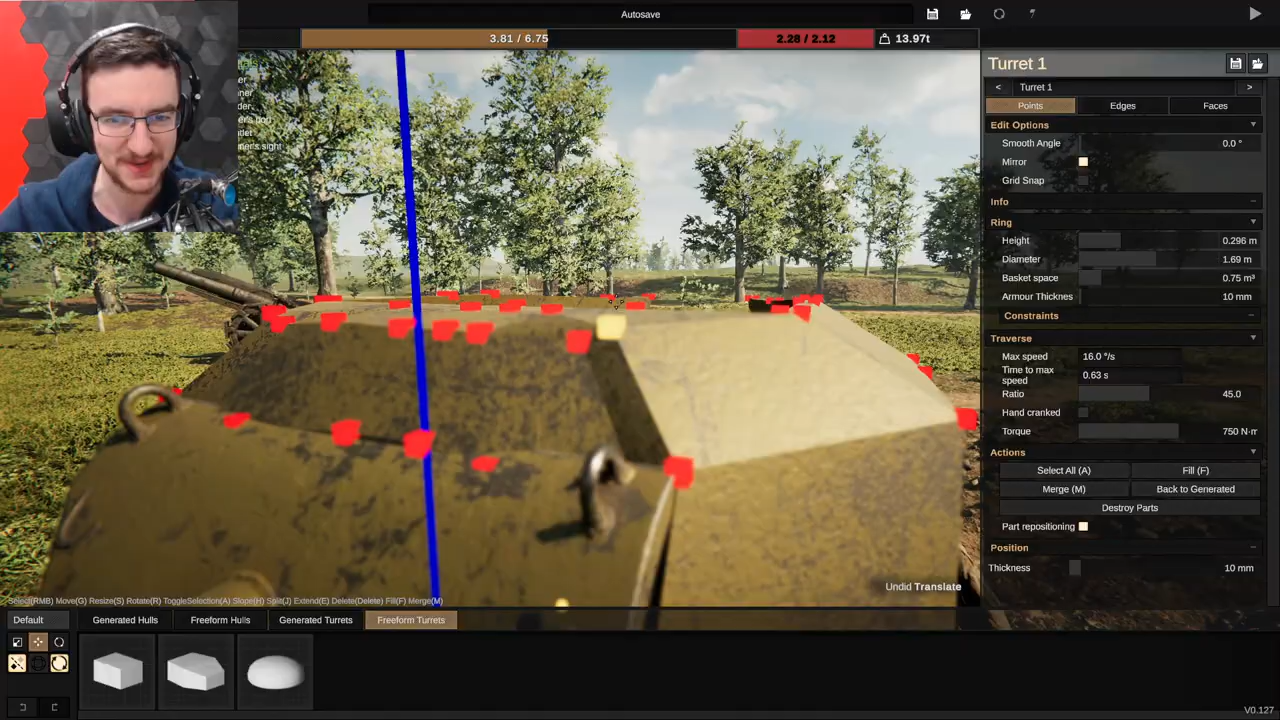 Autosave
3.81 / 6.75
2.28 / 2.12
13.97t
Turret 1
<
Turret 1
>
Points
Edges
Faces
Edit Options
Smooth Angle
0.0 °
Mirror
Grid Snap
Info
Ring
Height
0.296 m
Diameter
1.69 m
Basket space
0.75 m³
Armour Thicknes
10 mm
Constraints
Traverse
Max speed
16.0 °/s
Time to max
speed
0.63 s
Ratio
45.0
Hand cranked
Torque
750 N·m
Actions
Select All (A)
Fill (F)
Merge (M)
Back to Generated
Destroy Parts
Part repositioning
Position
Thickness
10 mm
Undid Translate
Select(RMB) Move(G) Resize(S) Rotate(R) ToggleSelection(A) Slope(H) Split(J) Extend(E) Delete(Delete) Fill(F) Merge(M)
Default
Generated Hulls
Freeform Hulls
Generated Turrets
Freeform Turrets
V0.127